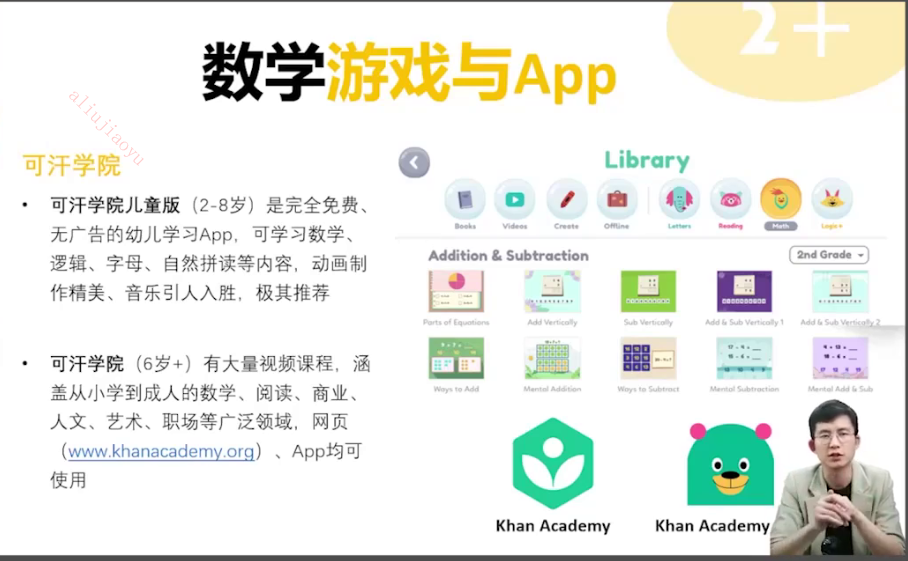 2+
数学游戏与App
aliujiaoyu
可汗学院
• 可汗学院儿童版（2-8岁）是完全免费、
无广告的幼儿学习App，可学习数学、
逻辑、字母、自然拼读等内容，动画制
作精美、音乐引人入胜，极其推荐
• 可汗学院（6岁+）有大量视频课程，涵
盖从小学到成人的数学、阅读、商业、
人文、艺术、职场等广泛领域，网页
（www.khanacademy.org）、App均可
使用
Library
Books Videos Create Offline Letters Reading Math Logic+
Addition & Subtraction 2nd Grade
Parts of Equations Add Vertically Sub Vertically Add & Sub Vertically 1 Add & Sub Vertically 2
Ways to Add Mental Addition Ways to Subtract Mental Subtraction Mental Add & Sub
Khan Academy Khan Academy